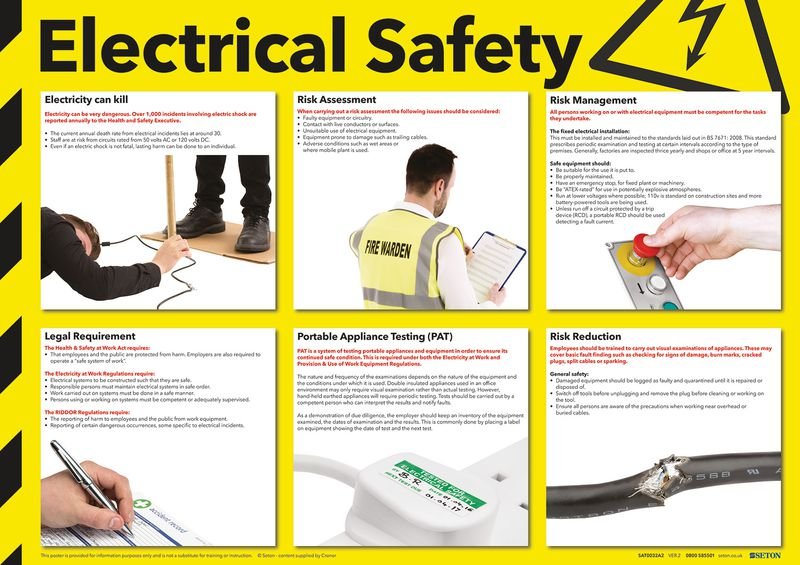 Electrical Safety
Electricity can kill
Electricity can be very dangerous. Over 1,000 incidents involving electric shock are
reported annually to the Health and Safety Executive.
• The current annual death rate from electrical incidents lies at around 30.
• Staff are at risk from circuits rated from 50 volts AC or 120 volts DC.
• Even if an electric shock is not fatal, lasting harm can be done to an individual.
Risk Assessment
When carrying out a risk assessment the following issues should be considered:
• Faulty equipment or circuitry.
• Contact with live conductors or surfaces.
• Unsuitable use of electrical equipment.
• Equipment prone to damage such as trailing cables.
• Adverse conditions such as wet areas or
where mobile plant is used.
FIRE WARDEN
Risk Management
All persons working on or with electrical equipment must be competent for the tasks
they undertake.
The fixed electrical installation:
This must be installed and maintained to the standards laid out in BS 7671: 2008. This standard
prescribes periodic examination and testing at certain intervals according to the type of
premises. Generally, factories are inspected thrice yearly and shops or office at 5 year intervals.
Safe equipment should:
• Be suitable for the use it is put to.
• Be properly maintained.
• Have an emergency stop, for fixed plant or machinery.
• Be "ATEX-rated" for use in potentially explosive atmospheres.
• Run at lower voltages where possible; 110v is standard on construction sites and more
battery-powered tools are being used.
• Unless run off a circuit protected by a trip
device (RCD), a portable RCD should be used
detecting a fault current.
Legal Requirement
The Health & Safety at Work Act requires:
• That employees and the public are protected from harm. Employers are also required to
operate a "safe system of work".
The Electricity at Work Regulations require:
• Electrical systems to be constructed such that they are safe.
• Responsible persons must maintain electrical systems in safe order.
• Work carried out on systems must be done in a safe manner.
• Persons using or working on systems must be competent or adequately supervised.
The RIDDOR Regulations require:
• The reporting of harm to employees and the public from work equipment.
• Reporting of certain dangerous occurrences, some specific to electrical incidents.
Accident record
Portable Appliance Testing (PAT)
PAT is a system of testing portable appliances and equipment in order to ensure its
continued safe condition. This is required under both the Electricity at Work and
Provision & Use of Work Equipment Regulations.
The nature and frequency of the examinations depends on the nature of the equipment and
the conditions under which it is used. Double insulated appliances used in an office
environment may only require visual examination rather than actual testing. However,
hand-held earthed appliances will require periodic testing. Tests should be carried out by a
competent person who can interpret the results and notify faults.
As a demonstration of due diligence, the employer should keep an inventory of the equipment
examined, the dates of examination and the results. This is commonly done by placing a label
on equipment showing the date of test and the next test.
TESTED FOR
ELECTRICAL SAFETY
BY DATE 01.04.16
NEXT TEST DUE 01.04.17
Risk Reduction
Employees should be trained to carry out visual examinations of appliances. These may
cover basic fault finding such as checking for signs of damage, burn marks, cracked
plugs, split cables or sparking.
General safety:
• Damaged equipment should be logged as faulty and quarantined until it is repaired or
disposed of.
• Switch off tools before unplugging and remove the plug before cleaning or working on
the tool.
• Ensure all persons are aware of the precautions when working near overhead or
buried cables.
This poster is provided for information purposes only and is not a substitute for training or instruction. © Seton - content supplied by Cranor
SAT0032A2 VER 2 0800 585501 seton.co.uk SETON